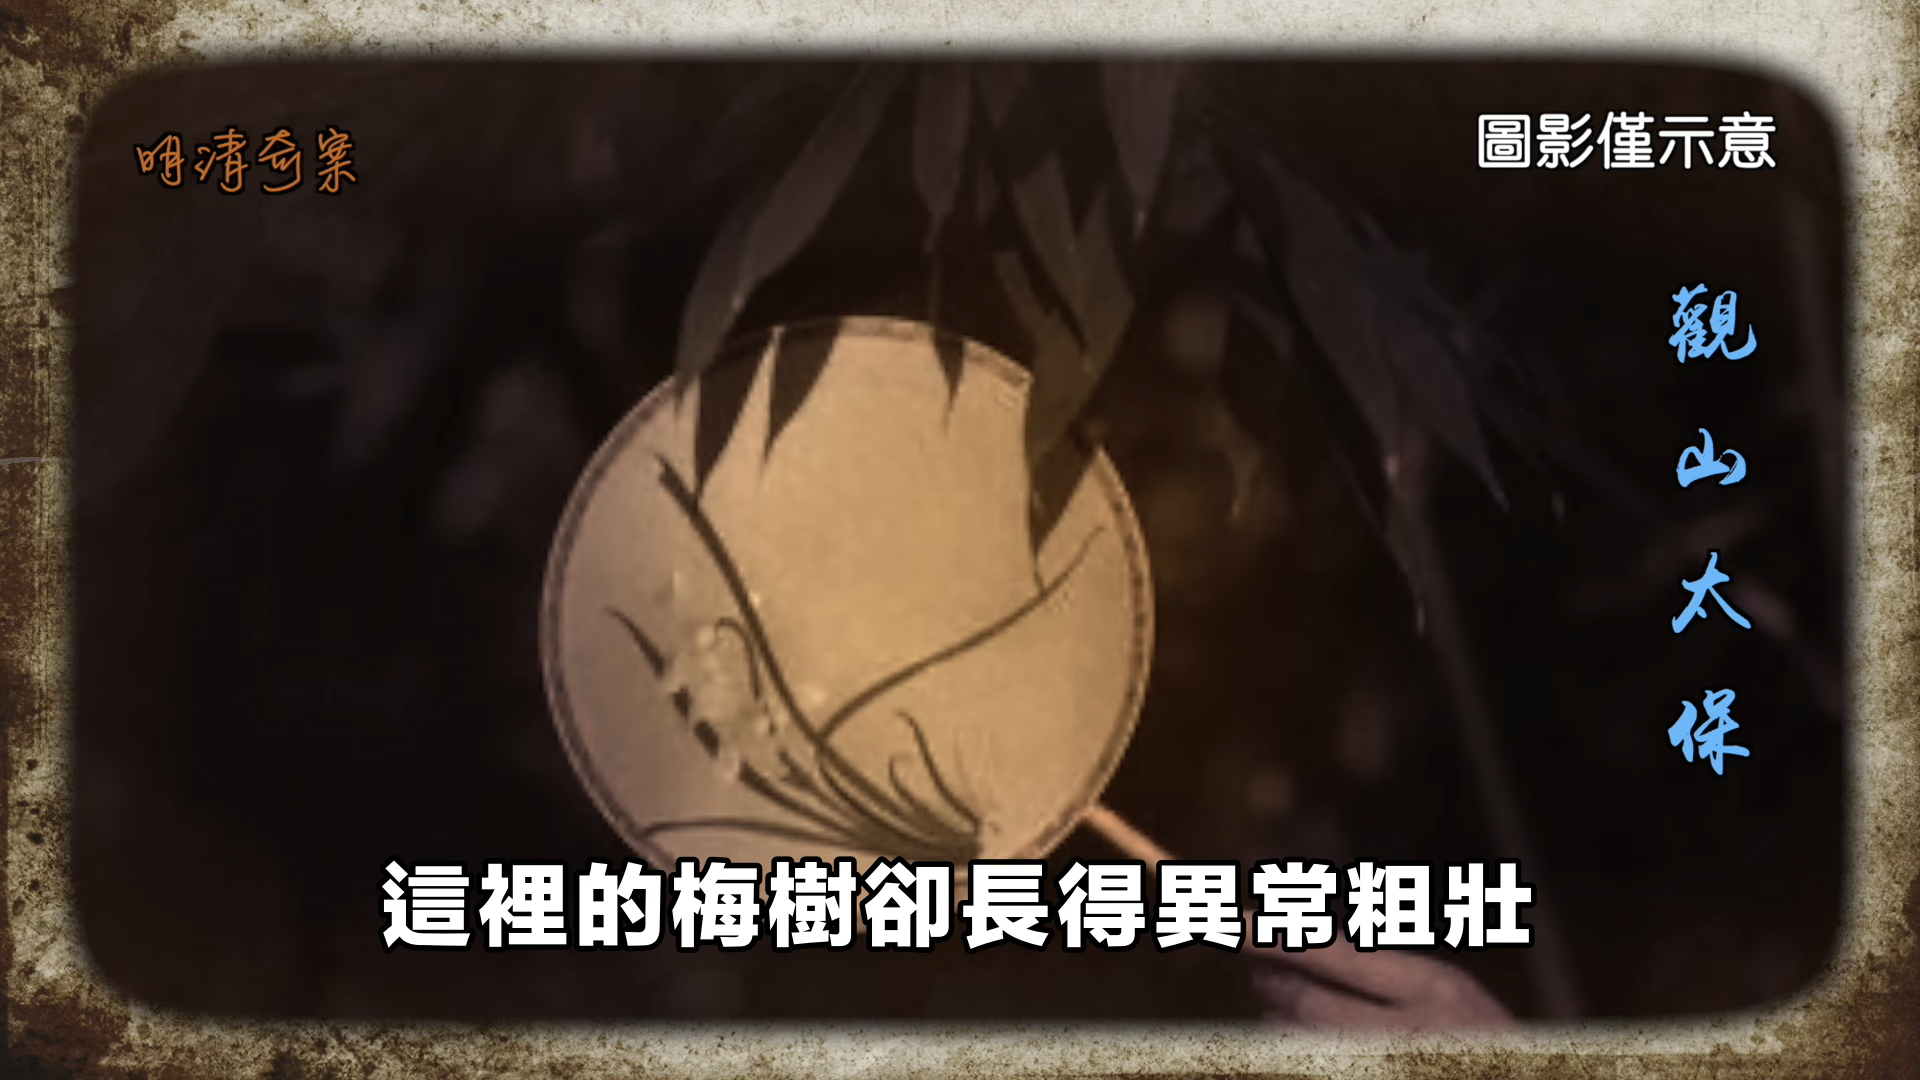 明清奇案
圖影僅示意
觀山太保
這裡的梅樹卻長得異常粗壯